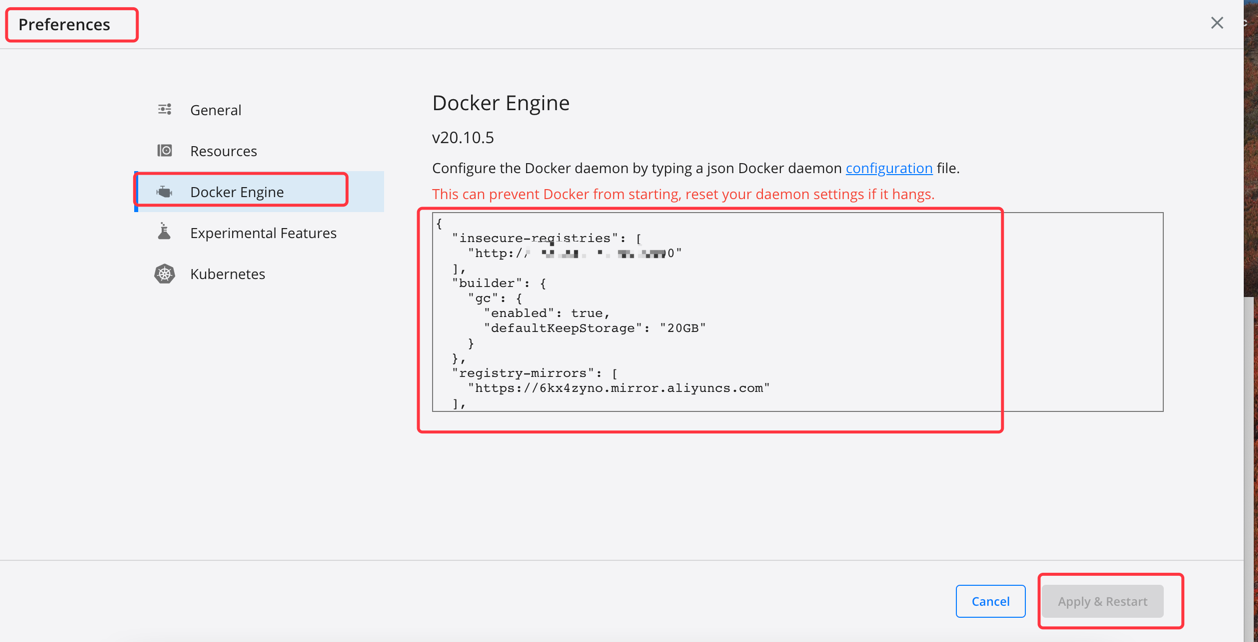 Preferences
General
Resources
Docker Engine
Experimental Features
Kubernetes
Docker Engine
v20.10.5
Configure the Docker daemon by typing a json Docker daemon configuration file.
This can prevent Docker from starting, reset your daemon settings if it hangs.
{
"insecure-registries": [
"http:/ 0"
],
"builder": {
"gc": {
"enabled": true,
"defaultKeepStorage": "20GB"
}
},
"registry-mirrors": [
"https://6kx4zyno.mirror.aliyuncs.com"
],
Cancel
Apply & Restart